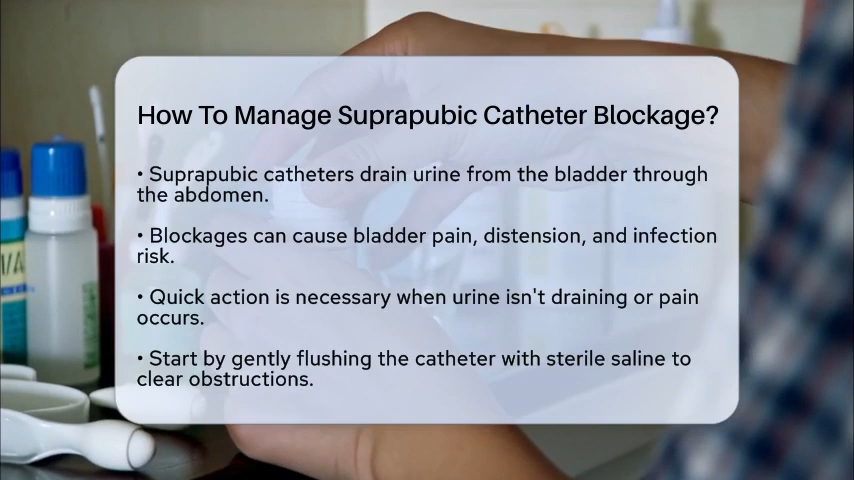 How To Manage Suprapubic Catheter Blockage?
• Suprapubic catheters drain urine from the bladder through
the abdomen.
• Blockages can cause bladder pain, distension, and infection
risk.
• Quick action is necessary when urine isn't draining or pain
occurs.
• Start by gently flushing the catheter with sterile saline to
clear obstructions.